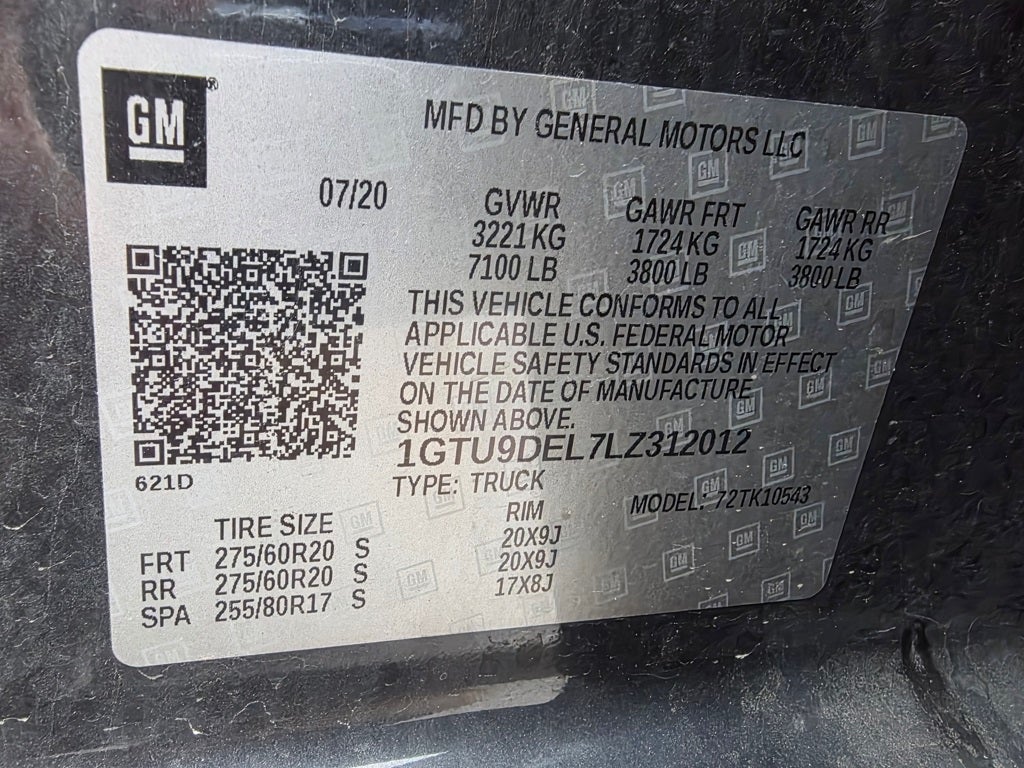 GM®
MFD BY GENERAL MOTORS LLC
07/20
GVWR GAWR FRT GAWR RR
3221 KG 1724 KG 1724 KG
7100 LB 3800 LB 3800 LB
THIS VEHICLE CONFORMS TO ALL
APPLICABLE U.S. FEDERAL MOTOR
VEHICLE SAFETY STANDARDS IN EFFECT
ON THE DATE OF MANUFACTURE
SHOWN ABOVE.
1GTU9DEL7LZ312012
621D
TYPE: TRUCK MODEL: 72TK10543
TIRE SIZE RIM
FRT 275/60R20 S 20X9J
RR 275/60R20 S 20X9J
SPA 255/80R17 S 17X8J